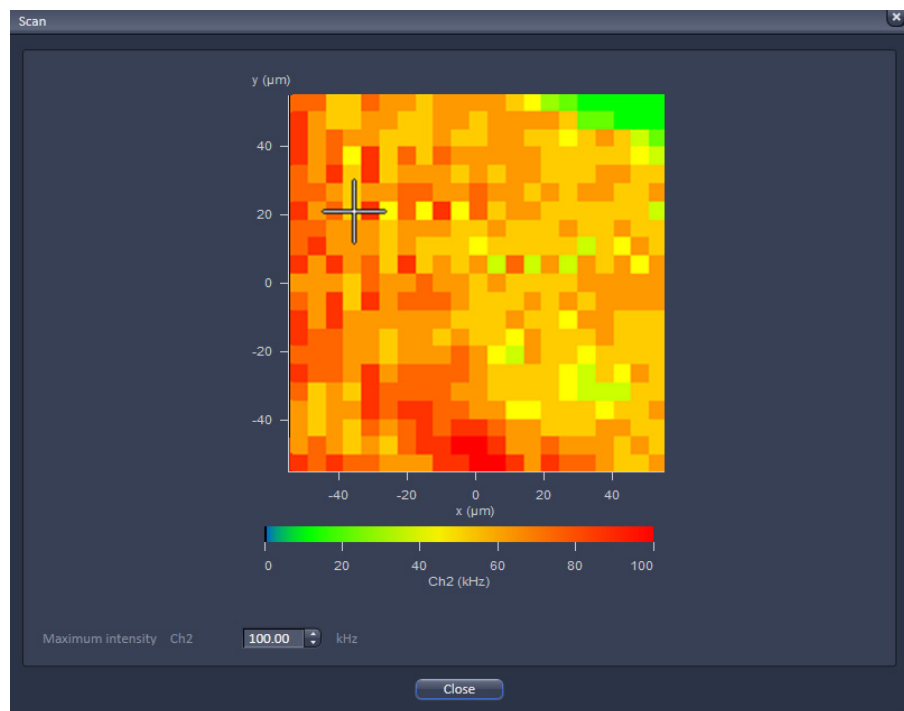 Scan
y (μm)
40
20
0
-20
-40
-40 -20 0 20 40
x (μm)
0 20 40 60 80 100
Ch2 (kHz)
Maximum intensity Ch2 100.00 kHz
Close